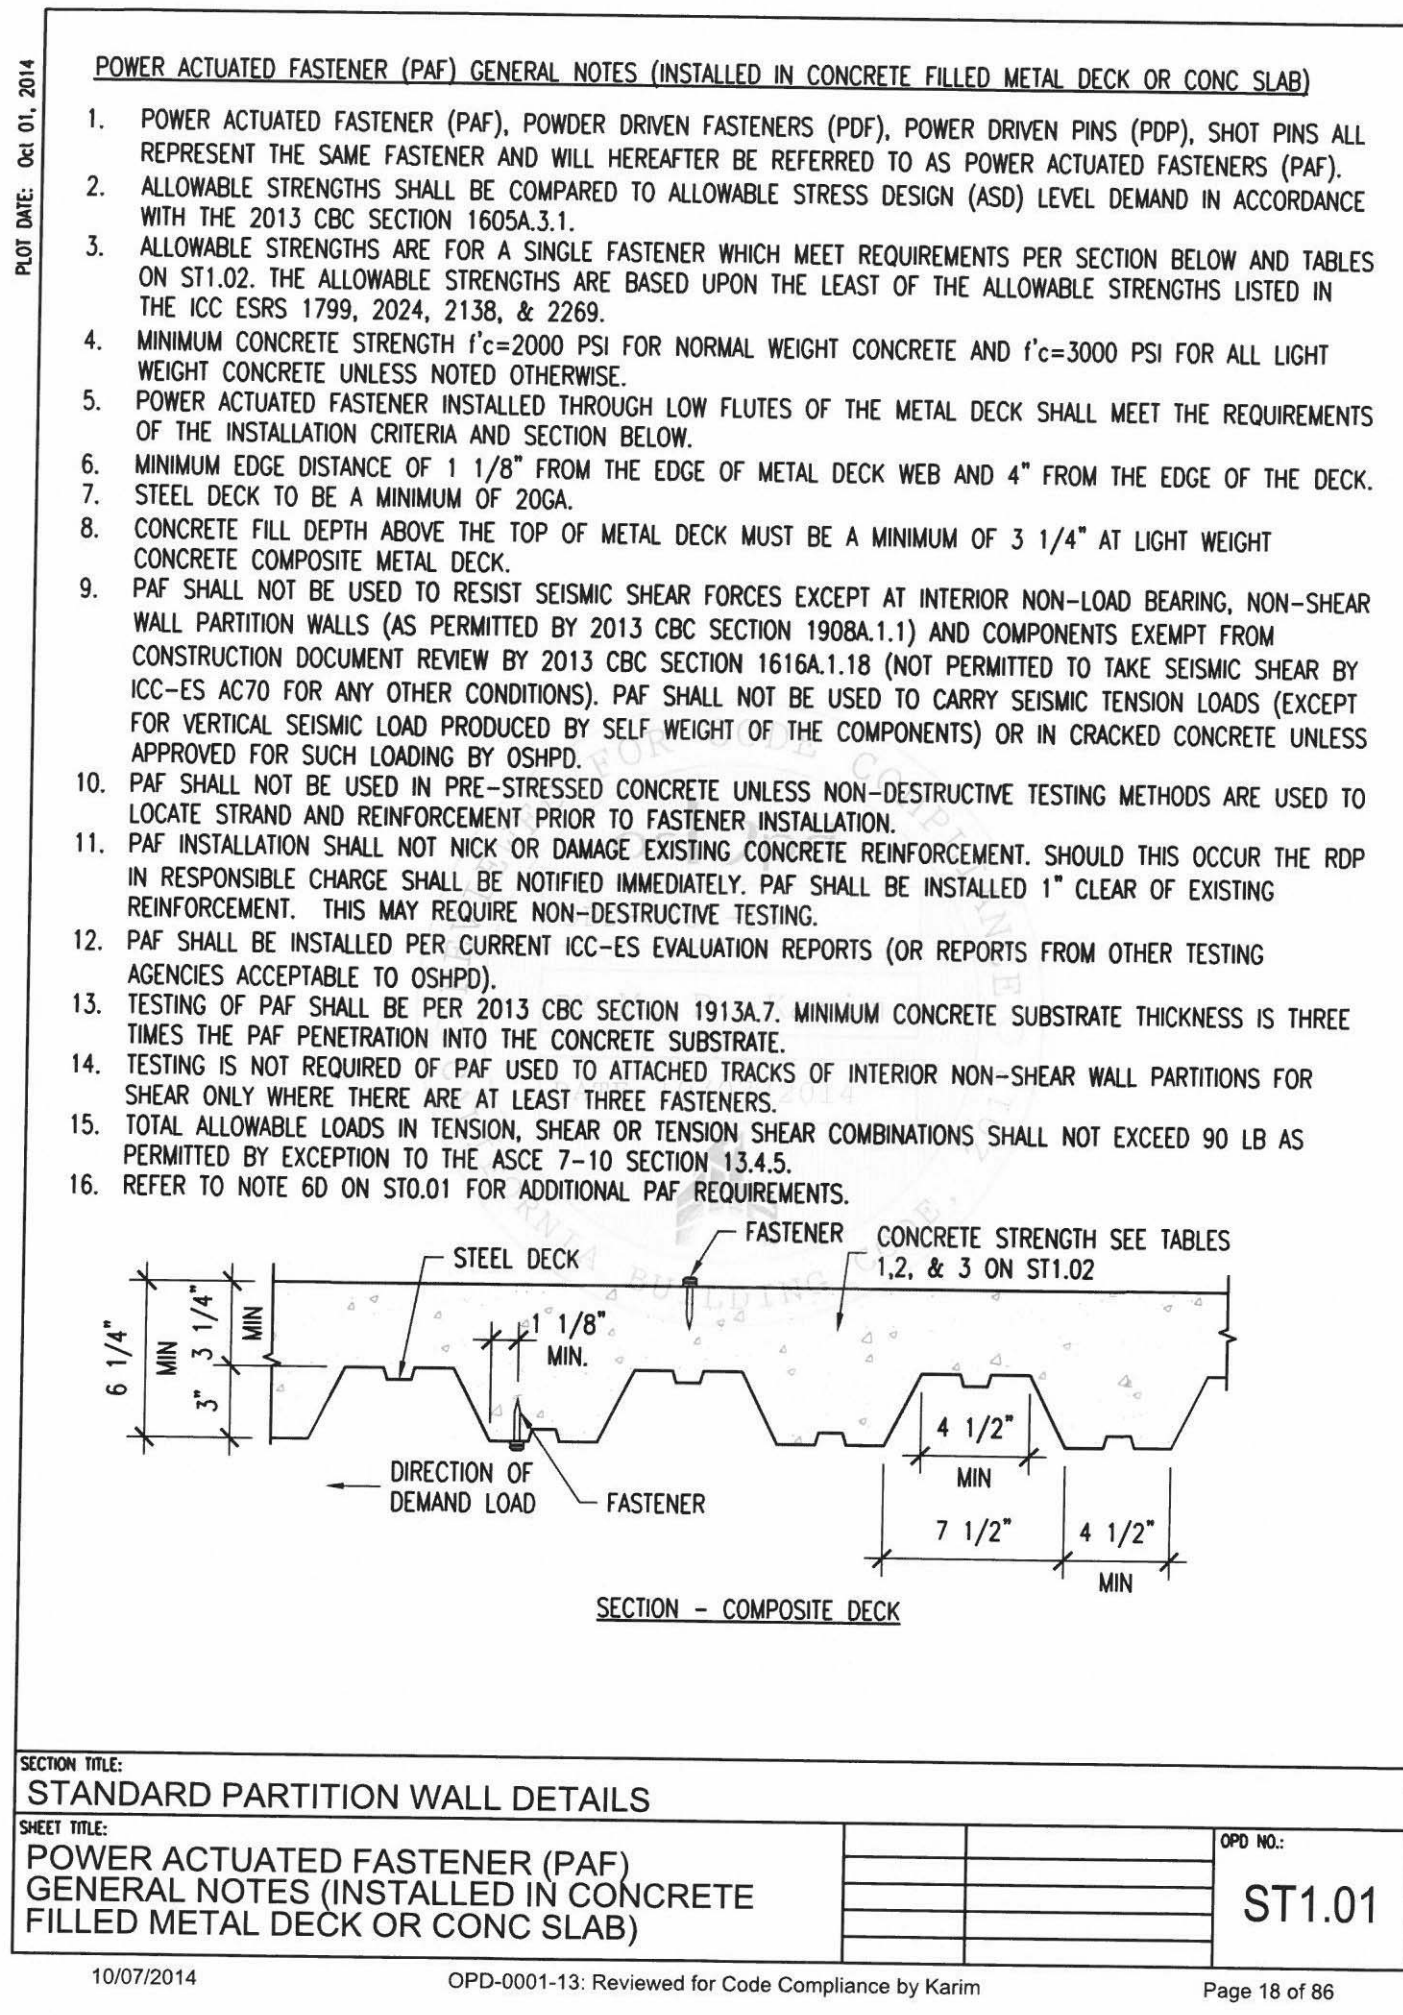 PLOT DATE: Oct 01, 2014
POWER ACTUATED FASTENER (PAF) GENERAL NOTES (INSTALLED IN CONCRETE FILLED METAL DECK OR CONC SLAB)
1. POWER ACTUATED FASTENER (PAF), POWDER DRIVEN FASTENERS (PDF), POWER DRIVEN PINS (PDP), SHOT PINS ALL
REPRESENT THE SAME FASTENER AND WILL HEREAFTER BE REFERRED TO AS POWER ACTUATED FASTENERS (PAF).
2. ALLOWABLE STRENGTHS SHALL BE COMPARED TO ALLOWABLE STRESS DESIGN (ASD) LEVEL DEMAND IN ACCORDANCE
WITH THE 2013 CBC SECTION 1605A.3.1.
3. ALLOWABLE STRENGTHS ARE FOR A SINGLE FASTENER WHICH MEET REQUIREMENTS PER SECTION BELOW AND TABLES
ON ST1.02. THE ALLOWABLE STRENGTHS ARE BASED UPON THE LEAST OF THE ALLOWABLE STRENGTHS LISTED IN
THE ICC ESRS 1799, 2024, 2138, & 2269.
4. MINIMUM CONCRETE STRENGTH f'c=2000 PSI FOR NORMAL WEIGHT CONCRETE AND f'c=3000 PSI FOR ALL LIGHT
WEIGHT CONCRETE UNLESS NOTED OTHERWISE.
5. POWER ACTUATED FASTENER INSTALLED THROUGH LOW FLUTES OF THE METAL DECK SHALL MEET THE REQUIREMENTS
OF THE INSTALLATION CRITERIA AND SECTION BELOW.
6. MINIMUM EDGE DISTANCE OF 1 1/8" FROM THE EDGE OF METAL DECK WEB AND 4" FROM THE EDGE OF THE DECK.
7. STEEL DECK TO BE A MINIMUM OF 20GA.
8. CONCRETE FILL DEPTH ABOVE THE TOP OF METAL DECK MUST BE A MINIMUM OF 3 1/4" AT LIGHT WEIGHT
CONCRETE COMPOSITE METAL DECK.
9. PAF SHALL NOT BE USED TO RESIST SEISMIC SHEAR FORCES EXCEPT AT INTERIOR NON-LOAD BEARING, NON-SHEAR
WALL PARTITION WALLS (AS PERMITTED BY 2013 CBC SECTION 1908A.1.1) AND COMPONENTS EXEMPT FROM
CONSTRUCTION DOCUMENT REVIEW BY 2013 CBC SECTION 1616A.1.18 (NOT PERMITTED TO TAKE SEISMIC SHEAR BY
ICC-ES AC70 FOR ANY OTHER CONDITIONS). PAF SHALL NOT BE USED TO CARRY SEISMIC TENSION LOADS (EXCEPT
FOR VERTICAL SEISMIC LOAD PRODUCED BY SELF WEIGHT OF THE COMPONENTS) OR IN CRACKED CONCRETE UNLESS
APPROVED FOR SUCH LOADING BY OSHPD.
10. PAF SHALL NOT BE USED IN PRE-STRESSED CONCRETE UNLESS NON-DESTRUCTIVE TESTING METHODS ARE USED TO
LOCATE STRAND AND REINFORCEMENT PRIOR TO FASTENER INSTALLATION.
11. PAF INSTALLATION SHALL NOT NICK OR DAMAGE EXISTING CONCRETE REINFORCEMENT. SHOULD THIS OCCUR THE RDP
IN RESPONSIBLE CHARGE SHALL BE NOTIFIED IMMEDIATELY. PAF SHALL BE INSTALLED 1" CLEAR OF EXISTING
REINFORCEMENT. THIS MAY REQUIRE NON-DESTRUCTIVE TESTING.
12. PAF SHALL BE INSTALLED PER CURRENT ICC-ES EVALUATION REPORTS (OR REPORTS FROM OTHER TESTING
AGENCIES ACCEPTABLE TO OSHPD).
13. TESTING OF PAF SHALL BE PER 2013 CBC SECTION 1913A.7. MINIMUM CONCRETE SUBSTRATE THICKNESS IS THREE
TIMES THE PAF PENETRATION INTO THE CONCRETE SUBSTRATE.
14. TESTING IS NOT REQUIRED OF PAF USED TO ATTACHED TRACKS OF INTERIOR NON-SHEAR WALL PARTITIONS FOR
SHEAR ONLY WHERE THERE ARE AT LEAST THREE FASTENERS.
15. TOTAL ALLOWABLE LOADS IN TENSION, SHEAR OR TENSION SHEAR COMBINATIONS SHALL NOT EXCEED 90 LB AS
PERMITTED BY EXCEPTION TO THE ASCE 7-10 SECTION 13.4.5.
16. REFER TO NOTE 6D ON ST0.01 FOR ADDITIONAL PAF REQUIREMENTS.
STEEL DECK
FASTENER
CONCRETE STRENGTH SEE TABLES
1,2, & 3 ON ST1.02
6 1/4"
MIN
3 1/4"
MIN
3"
1 1/8"
MIN.
DIRECTION OF
DEMAND LOAD
FASTENER
4 1/2"
MIN
7 1/2"
4 1/2"
MIN
SECTION - COMPOSITE DECK
SECTION TITLE:
STANDARD PARTITION WALL DETAILS
SHEET TITLE:
POWER ACTUATED FASTENER (PAF)
GENERAL NOTES (INSTALLED IN CONCRETE
FILLED METAL DECK OR CONC SLAB)
OPD NO.:
ST1.01
10/07/2014
OPD-0001-13: Reviewed for Code Compliance by Karim
Page 18 of 86